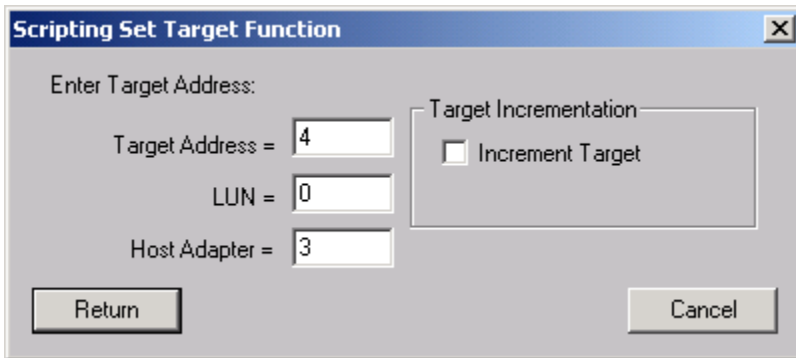 Scripting Set Target Function
Enter Target Address:
Target Address = 4
LUN = 0
Host Adapter = 3
Target Incrementation
Increment Target
Return
Cancel